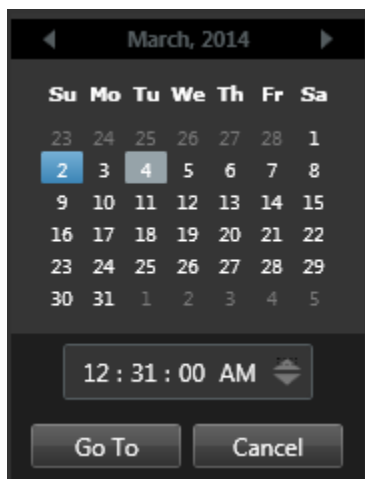 March, 2014
Su Mo Tu We Th Fr Sa
23 24 25 26 27 28 1
2 3 4 5 6 7 8
9 10 11 12 13 14 15
16 17 18 19 20 21 22
23 24 25 26 27 28 29
30 31 1 2 3 4 5
12 : 31 : 00 AM
Go To Cancel